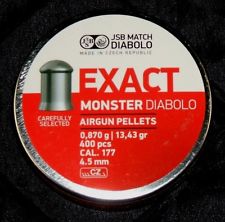 JSB MATCH
DIABOLO
MADE IN CZECH REPUBLIC
EXACT
MONSTER DIABOLO
CAREFULLY
SELECTED
AIRGUN PELLETS
0,870 g | 13,43 gr
400 pcs
CAL. 177
4.5 mm
CZ